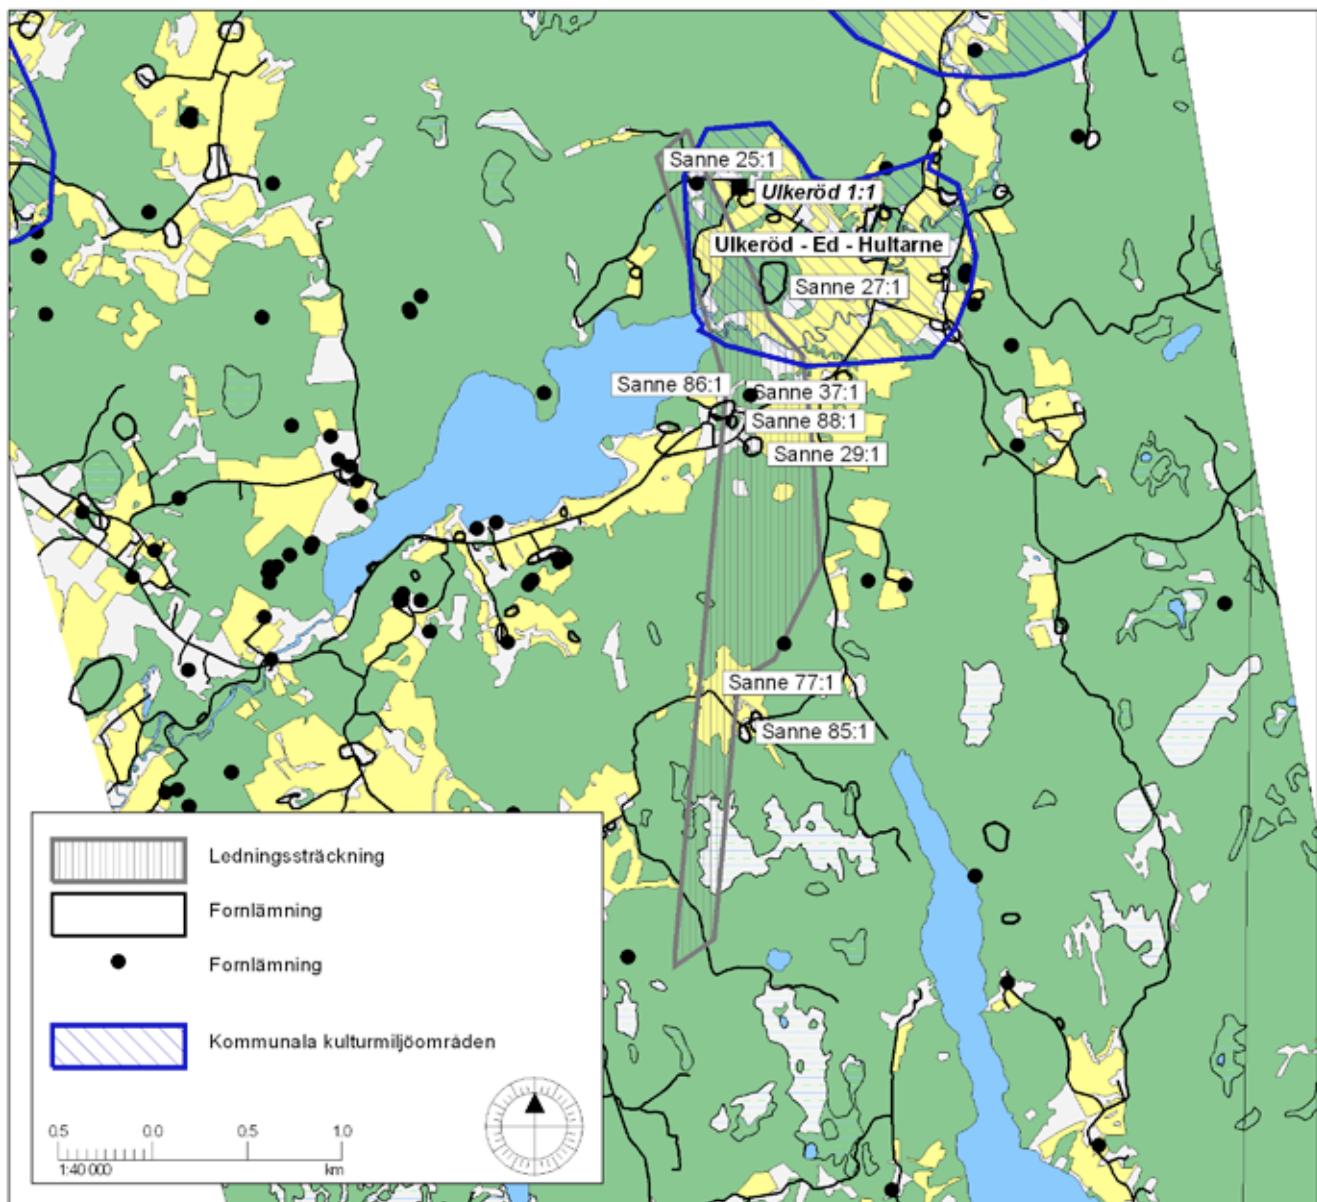 Sanne 25:1
Ulkeröd 1:1
Ulkeröd - Ed - Hultarne
Sanne 27:1
Sanne 86:1
Sanne 37:1
Sanne 88:1
Sanne 29:1
Sanne 77:1
Sanne 85:1
Ledningssträckning
Fornlämning
Fornlämning
Kommunala kulturmiljöområden
0.5 0.0 0.5 1.0
1:40 000 km